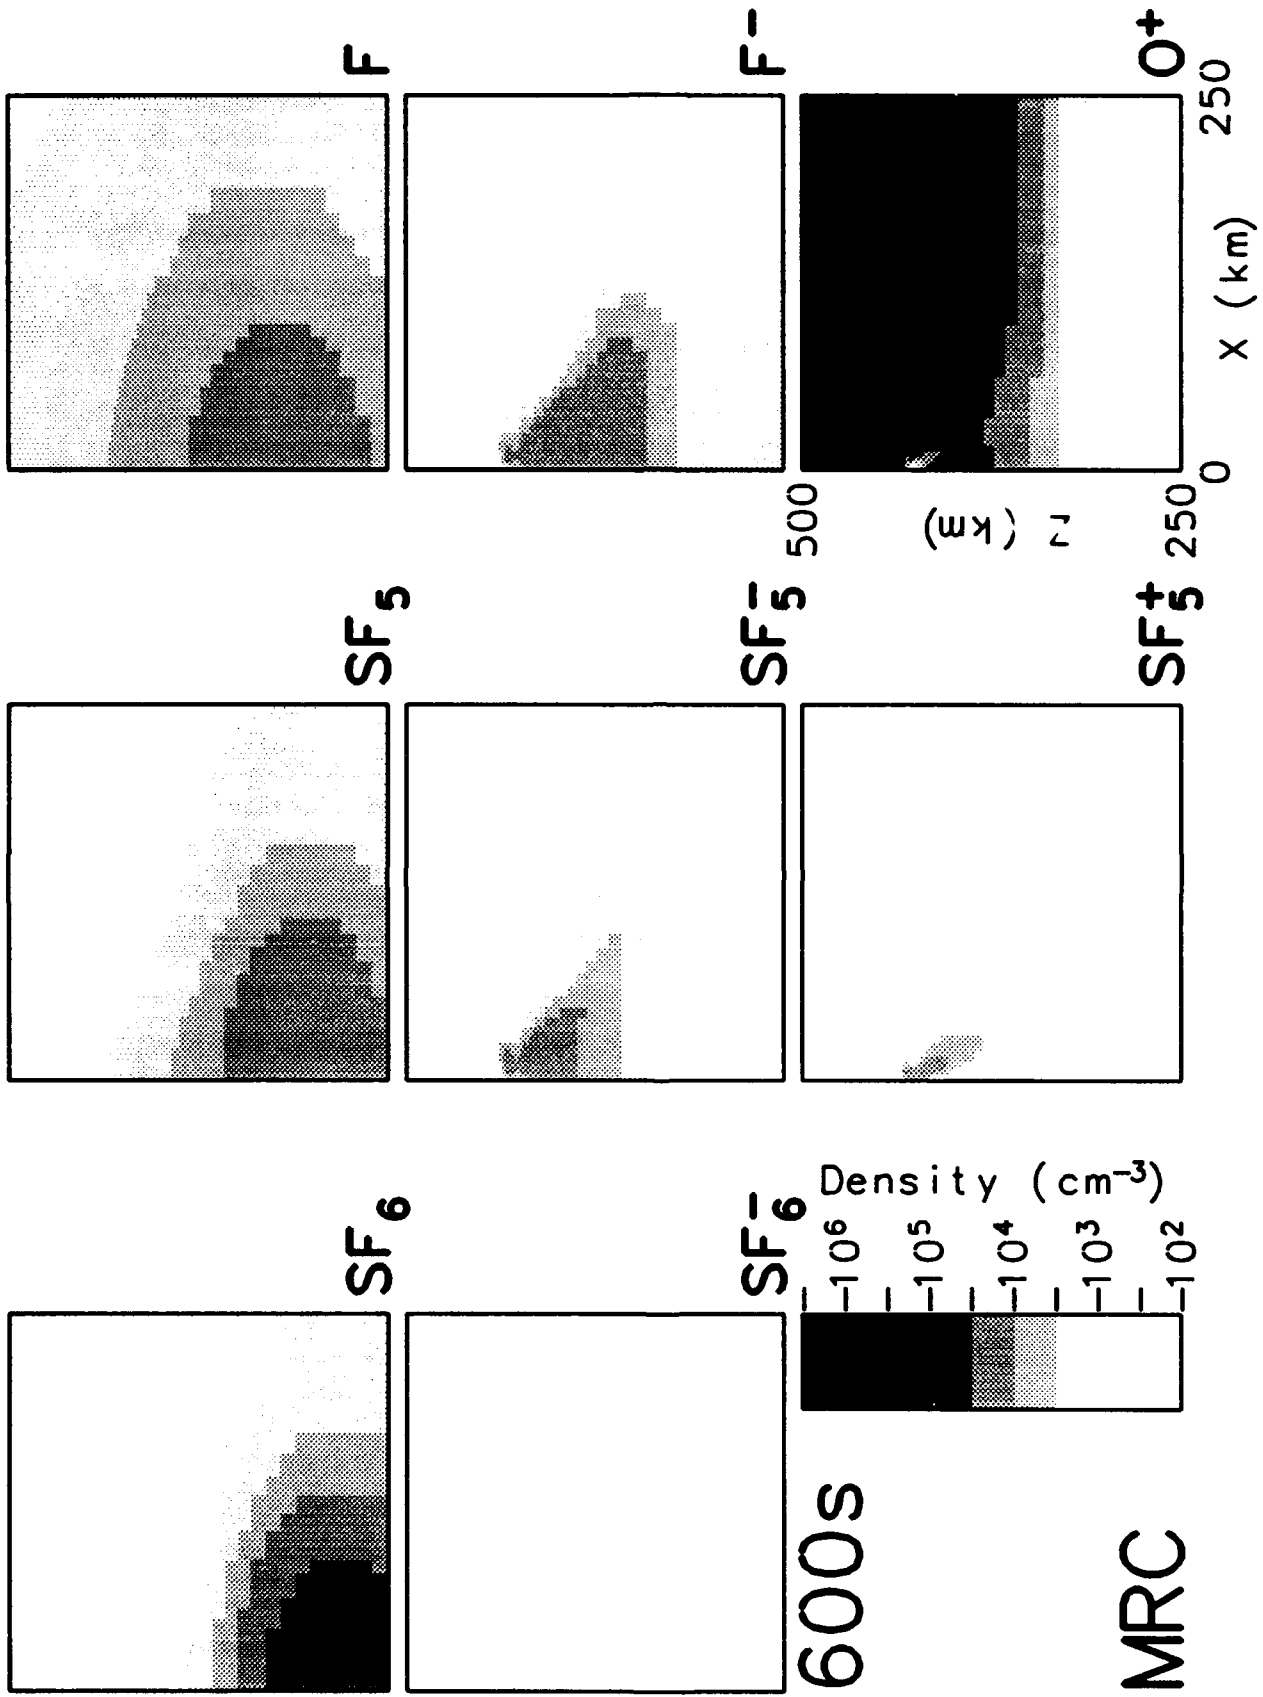 SF₆
SF₅
F
SF₆⁻
SF₅⁻
F⁻
600s
MRC
Density (cm⁻³)
10⁶
10⁵
10⁴
10³
10²
SF₅⁺
500
Z (km)
250
0
X (km)
250
O⁺